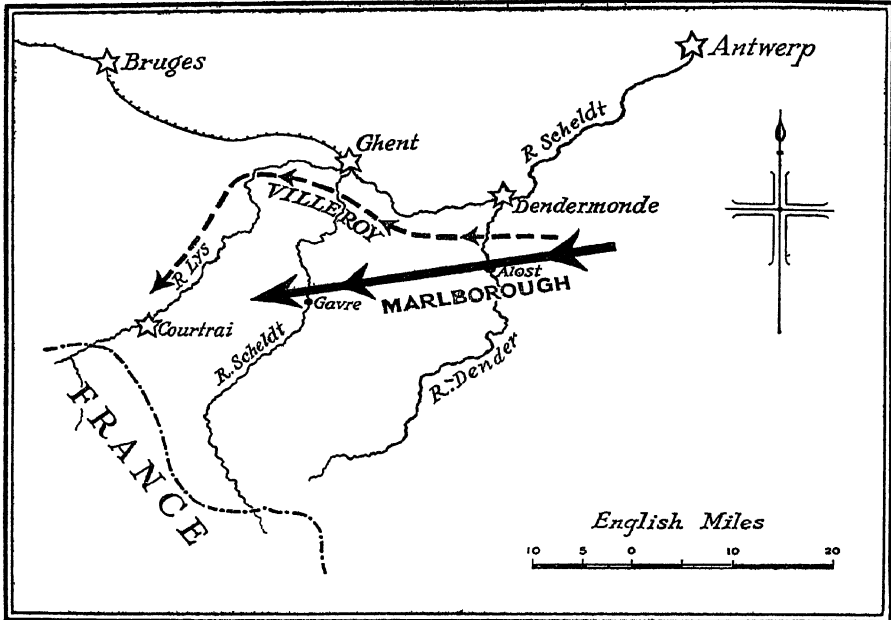 Bruges
Antwerp
Ghent
R Scheldt
VILLEROY
Dendermonde
R Lys
Alost
MARLBOROUGH
Gavre
Courtrai
R. Scheldt
R. Dender
FRANCE
English Miles
10 5 0 10 20